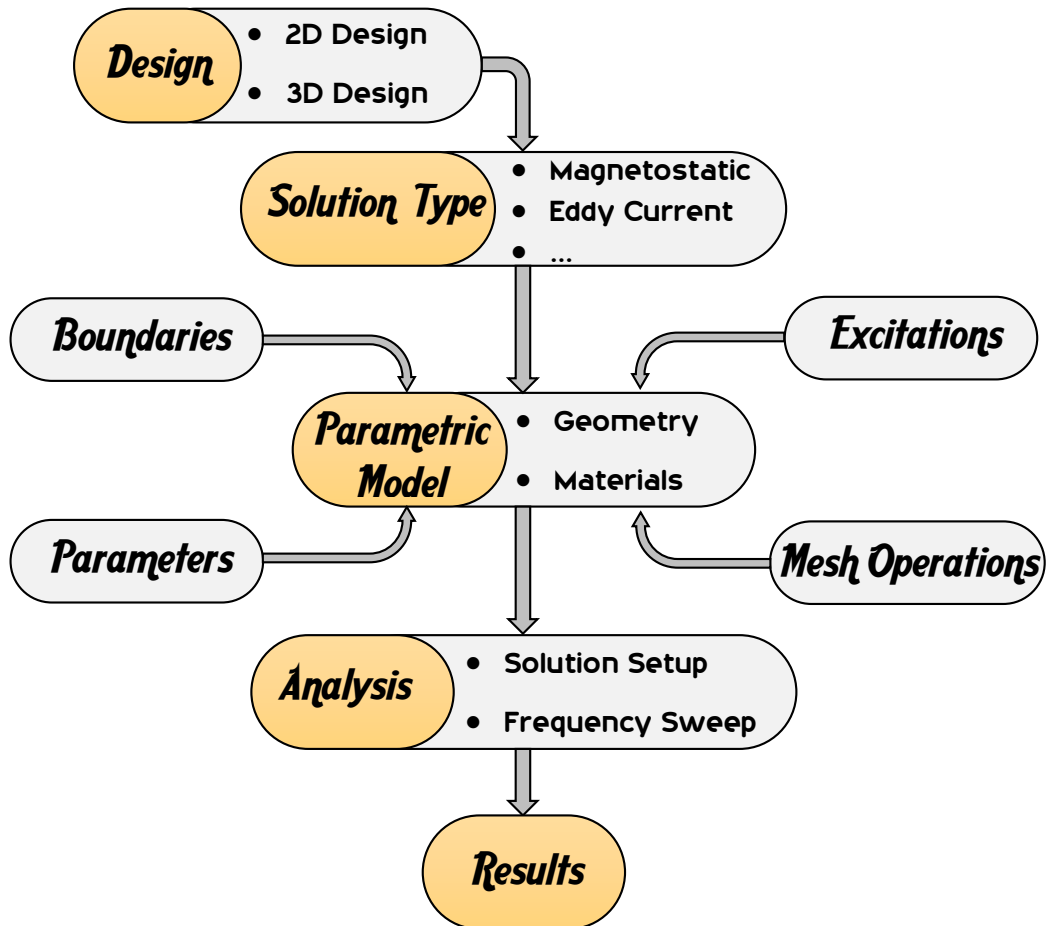 Design
• 2D Design
• 3D Design
Solution Type
• Magnetostatic
• Eddy Current
• ...
Boundaries
Excitations
Parametric
Model
• Geometry
• Materials
Parameters
Mesh Operations
Analysis
• Solution Setup
• Frequency Sweep
Results